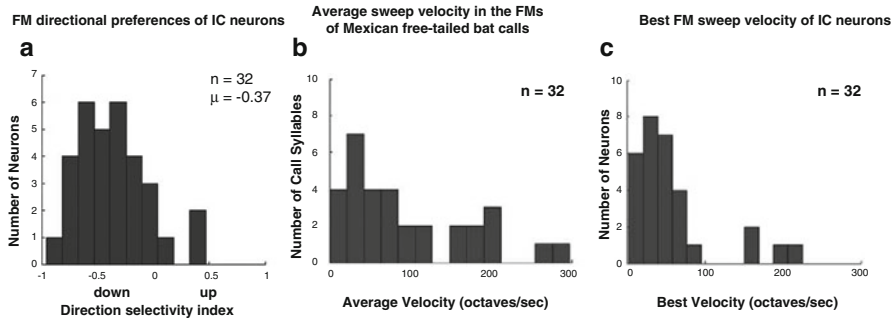 FM directional preferences of IC neurons
a
n = 32
μ = -0.37
Number of Neurons
7
6
5
4
3
2
1
0
-1
-0.5
0
0.5
1
down
up
Direction selectivity index
Average sweep velocity in the FMs
of Mexican free-tailed bat calls
b
n = 32
Number of Call Syllables
10
8
6
4
2
0
0
100
200
300
Average Velocity (octaves/sec)
Best FM sweep velocity of IC neurons
c
n = 32
Number of Neurons
10
8
6
4
2
0
0
100
200
300
Best Velocity (octaves/sec)